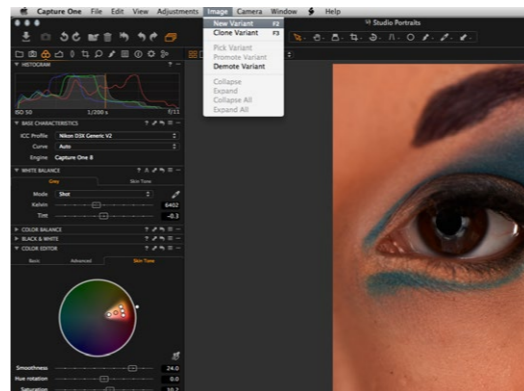 Capture One File Edit View Adjustments Image Camera Window Help
Studio Portraits
New Variant F2
Clone Variant F3
Pick Variant
Promote Variant
Demote Variant
Collapse
Expand
Collapse All
Expand All
HISTOGRAM
ISO 50 1/200 s f/11
BASE CHARACTERISTICS
ICC Profile Nikon D3X Generic V2
Curve Auto
Engine Capture One 8
WHITE BALANCE
Grey Skin Tone
Mode Shot
Kelvin 6402
Tint -0.3
COLOR BALANCE
BLACK & WHITE
COLOR EDITOR
Basic Advanced Skin Tone
Smoothness 24.0
Hue rotation 0.0
Saturation